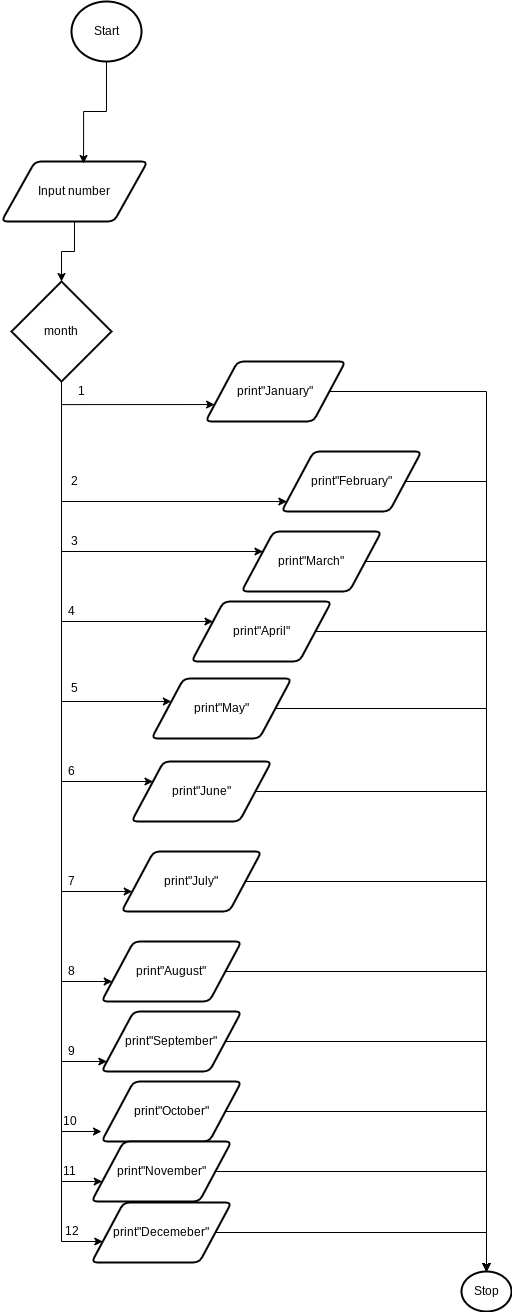 Start
Input number
month
1
print"January"
2
print"February"
3
print"March"
4
print"April"
5
print"May"
6
print"June"
7
print"July"
8
print"August"
9
print"September"
10
print"October"
11
print"November"
12
print"Decemeber"
Stop